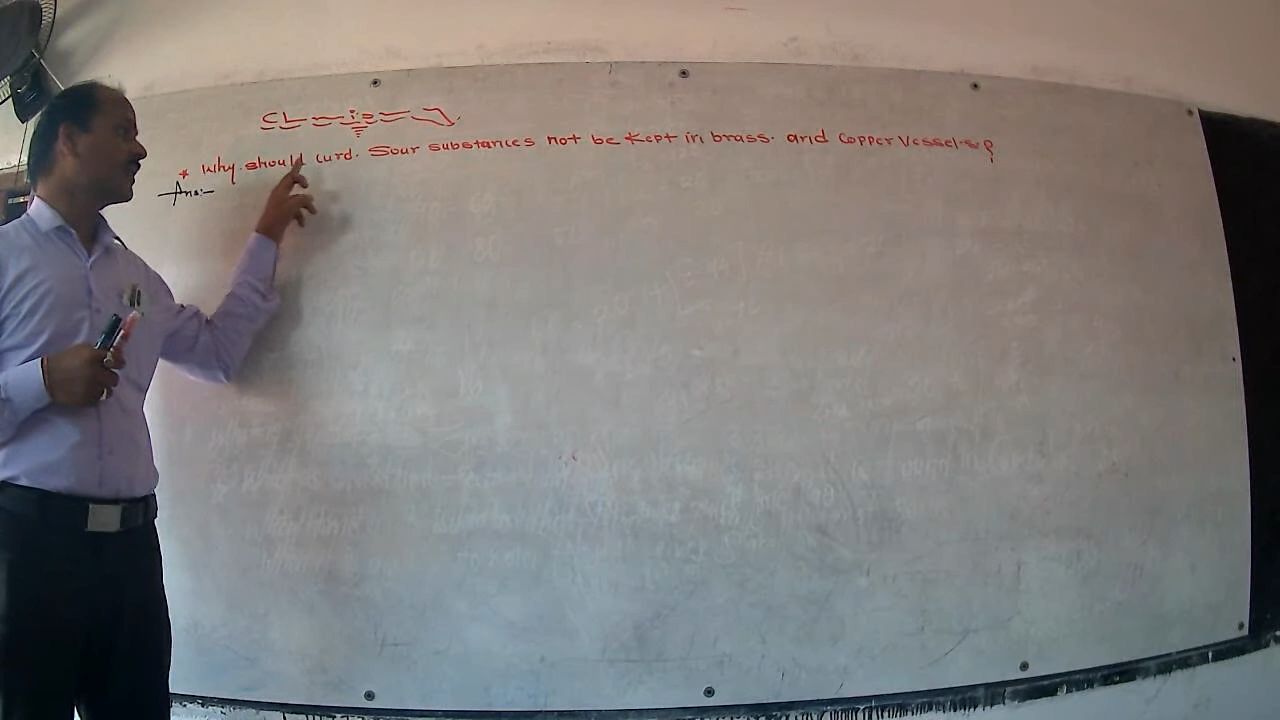 * Why should curd. Sour substances not be kept in brass. and Copper Vessels?
Ans:-